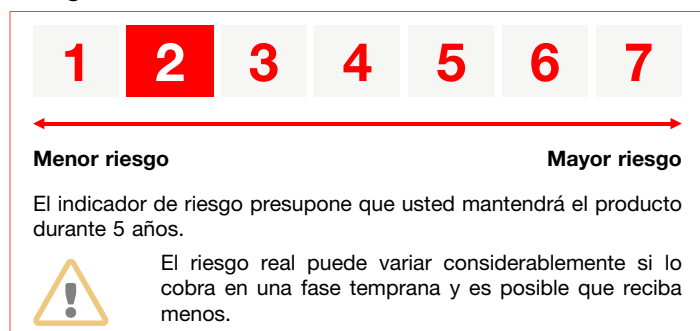 1 2 3 4 5 6 7
Menor riesgo Mayor riesgo
El indicador de riesgo presupone que usted mantendrá el producto
durante 5 años.
El riesgo real puede variar considerablemente si lo
cobra en una fase temprana y es posible que reciba
menos.